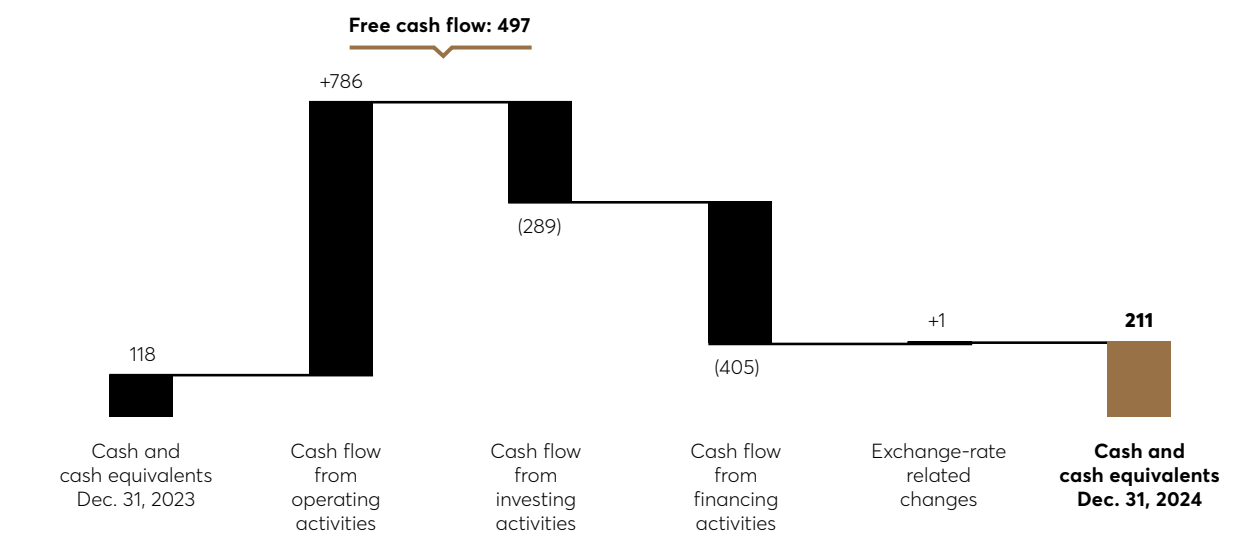 Free cash flow: 497
+786
(289)
118
(405)
+1
211
Cash and
cash equivalents
Dec. 31, 2023
Cash flow
from
operating
activities
Cash flow
from
investing
activities
Cash flow
from
financing
activities
Exchange-rate
related
changes
Cash and
cash equivalents
Dec. 31, 2024